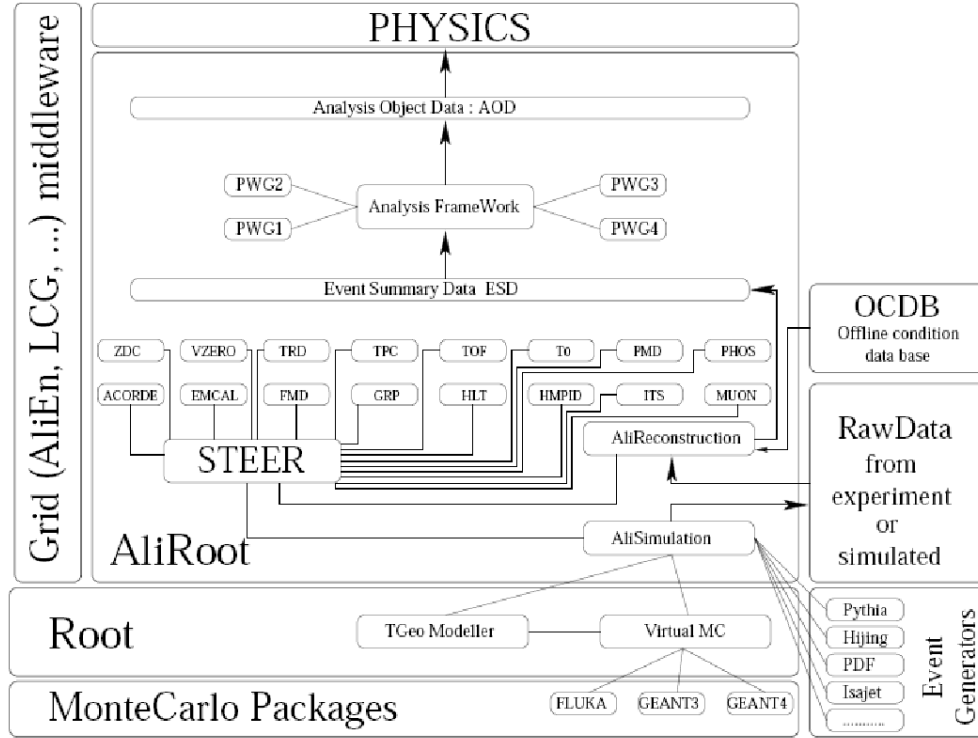 PHYSICS
Grid (AliEn, LCG, ...) middleware
Analysis Object Data : AOD
PWG2
PWG3
Analysis FrameWork
PWG1
PWG4
Event Summary Data ESD
OCDB
Offline condition
data base
ZDC
VZERO
TRD
TPC
TOF
T0
PMD
PHOS
ACORDE
EMCAL
FMD
GRP
HLT
HMPID
ITS
MUON
STEER
AliReconstruction
RawData
from
experiment
or
simulated
AliSimulation
AliRoot
Root
TGeo Modeller
Virtual MC
Pythia
Hijing
PDF
Isajet
...........
Event
Generators
MonteCarlo Packages
FLUKA
GEANT3
GEANT4